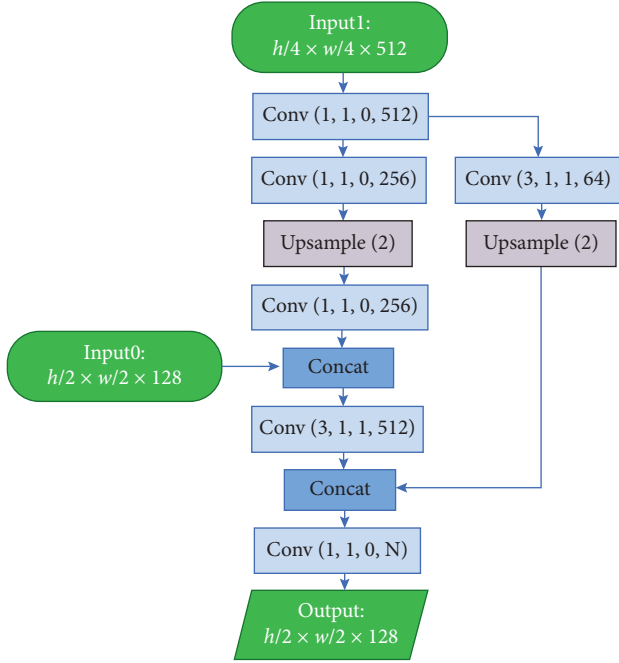 Input1:
h/4 × w/4 × 512
Conv (1, 1, 0, 512)
Conv (1, 1, 0, 256)
Conv (3, 1, 1, 64)
Upsample (2)
Upsample (2)
Conv (1, 1, 0, 256)
Input0:
h/2 × w/2 × 128
Concat
Conv (3, 1, 1, 512)
Concat
Conv (1, 1, 0, N)
Output:
h/2 × w/2 × 128